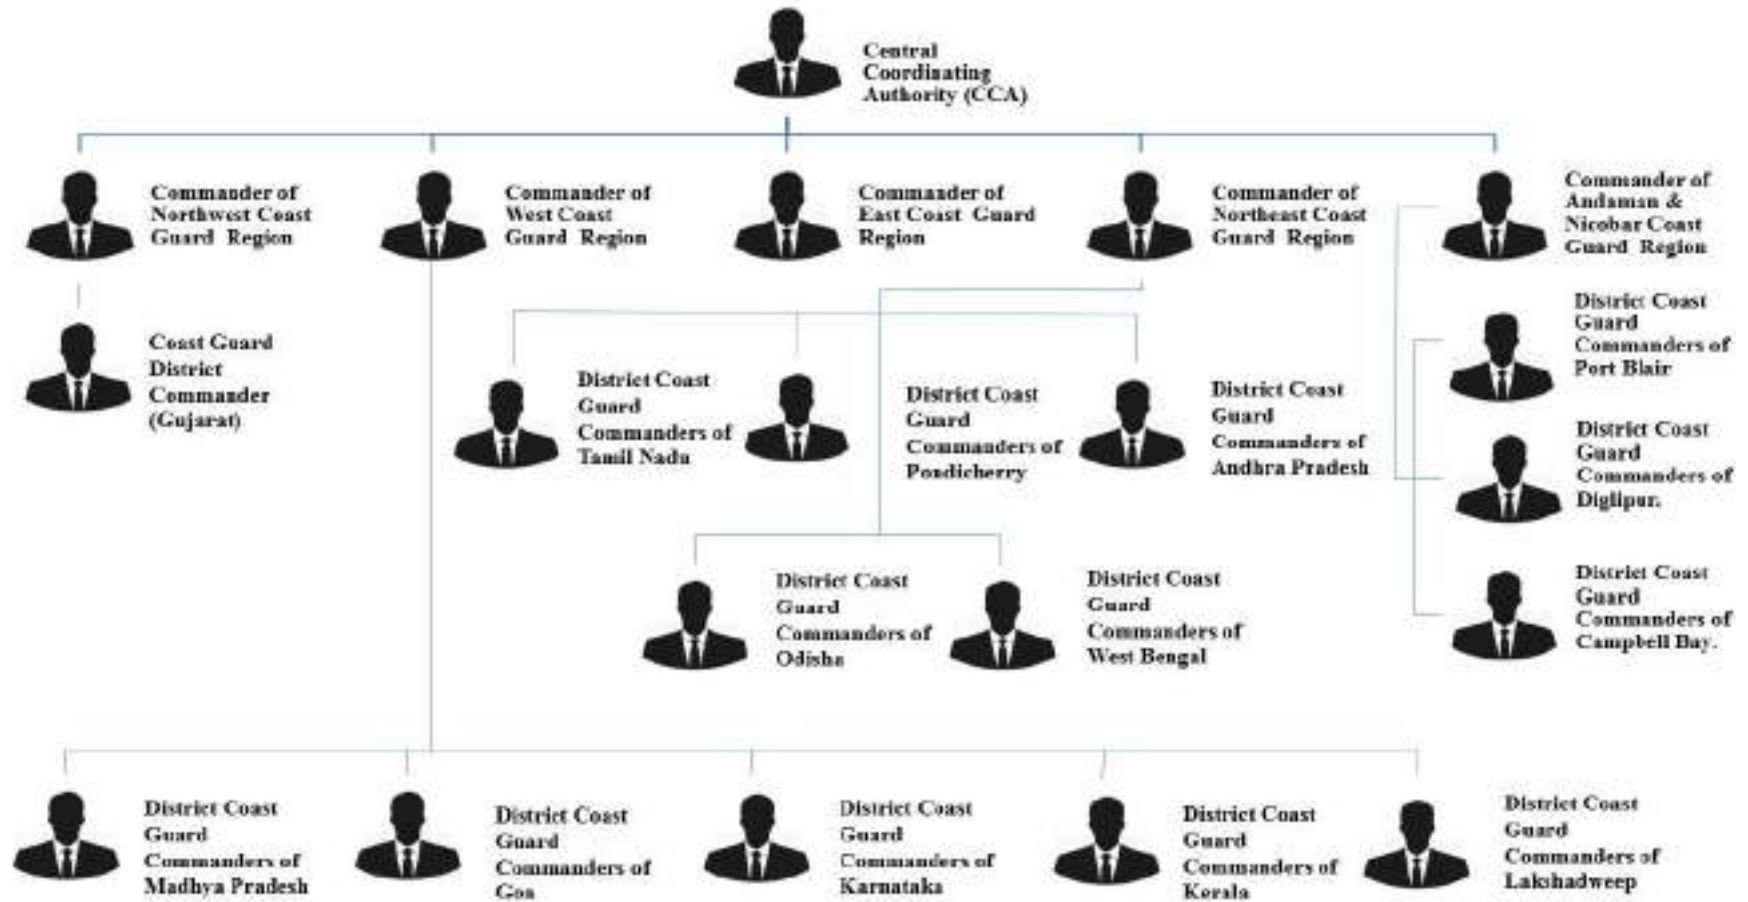 Central
Coordinating
Authority (CCA)
Commander of
Northwest Coast
Guard Region
Commander of
West Coast
Guard Region
Commander of
East Coast Guard
Region
Commander of
Northeast Coast
Guard Region
Commander of
Andaman &
Nicobar Coast
Guard Region
Coast Guard
District
Commander
(Gujarat)
District Coast
Guard
Commanders of
Tamil Nadu
District Coast
Guard
Commanders of
Pondicherry
District Coast
Guard
Commanders of
Andhra Pradesh
District Coast
Guard
Commanders of
Port Blair
District Coast
Guard
Commanders of
Diglipur.
District Coast
Guard
Commanders of
Odisha
District Coast
Guard
Commanders of
West Bengal
District Coast
Guard
Commanders of
Campbell Bay.
District Coast
Guard
Commanders of
Madhya Pradesh
District Coast
Guard
Commanders of
Goa
District Coast
Guard
Commanders of
Karnataka
District Coast
Guard
Commanders of
Kerala
District Coast
Guard
Commanders of
Lakshadweep